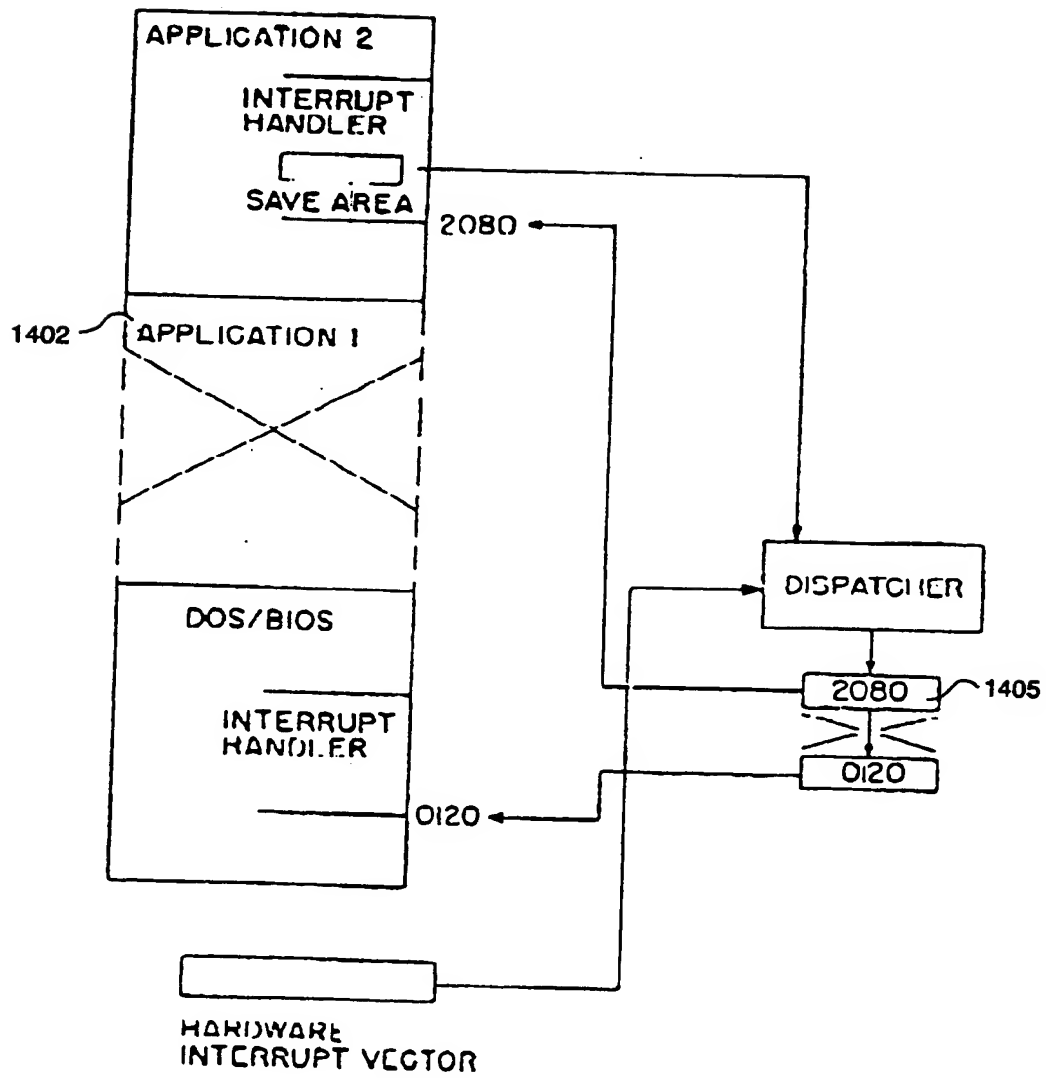 APPLICATION 2
INTERRUPT
HANDLER
SAVE AREA
2080
1402
APPLICATION 1
DISPATCHER
DOS/BIOS
2080
1405
INTERRUPT
HANDLER
0120
0120
HARDWARE
INTERRUPT VECTOR